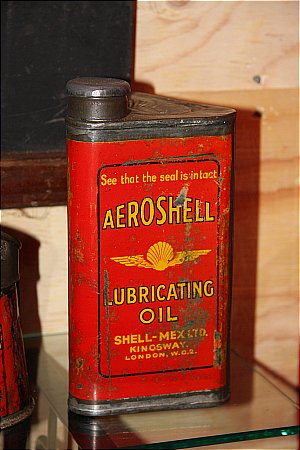 See that the seal is intact
AEROSHELL
LUBRICATING
OIL
SHELL-MEX LTD.
KINGSWAY.
LONDON, W.C.2.